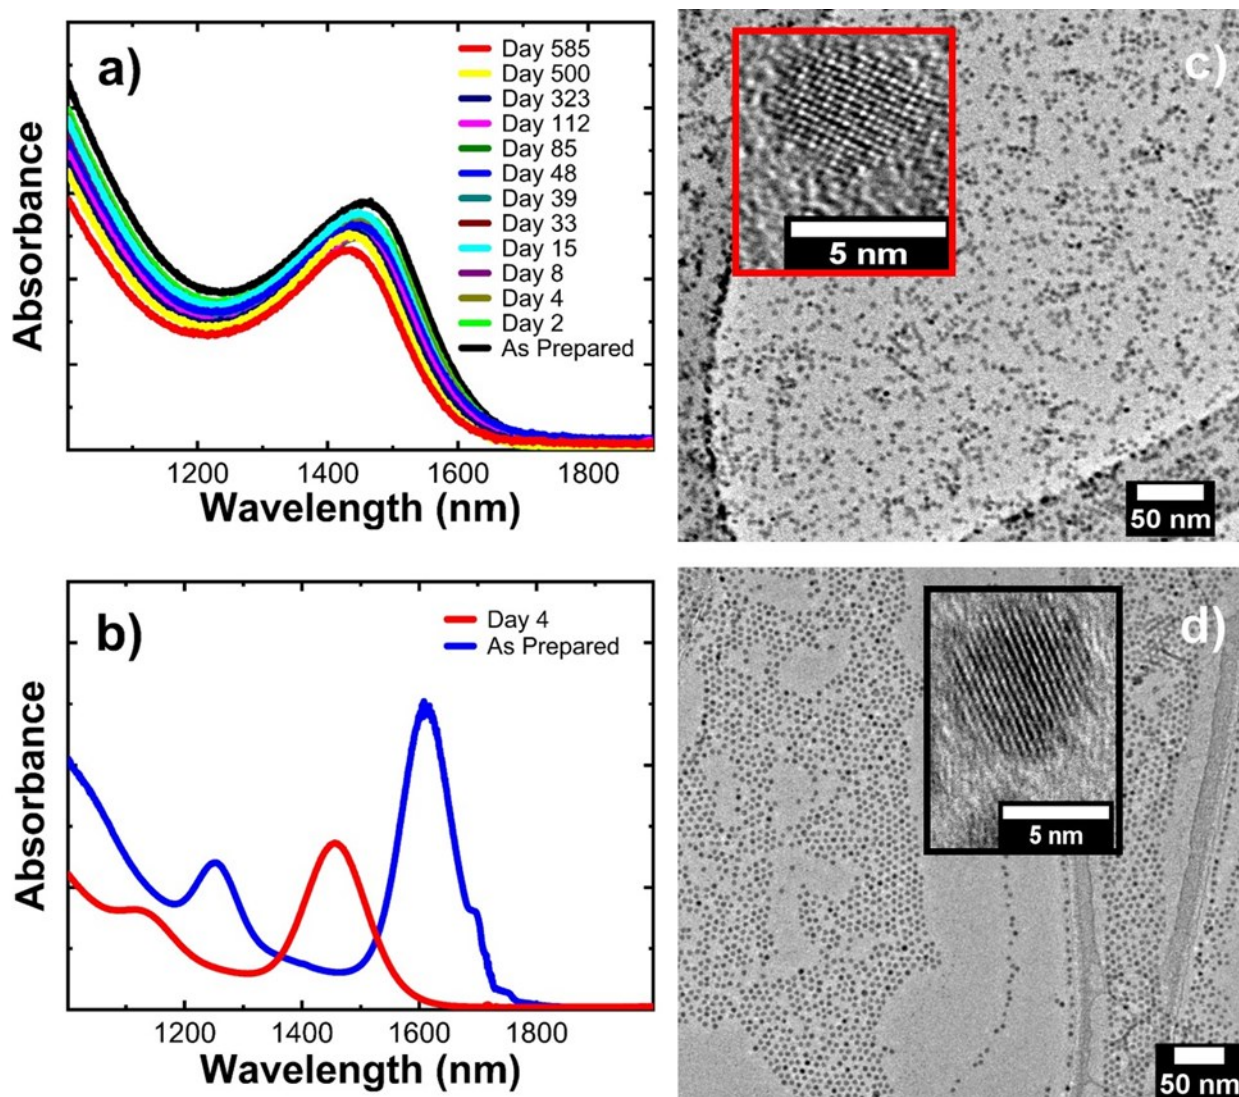 a)
Day 585
Day 500
Day 323
Day 112
Day 85
Day 48
Day 39
Day 33
Day 15
Day 8
Day 4
Day 2
As Prepared
Absorbance
1200 1400 1600 1800
Wavelength (nm)
c)
5 nm
50 nm
b)
Day 4
As Prepared
Absorbance
1200 1400 1600 1800
Wavelength (nm)
d)
5 nm
50 nm